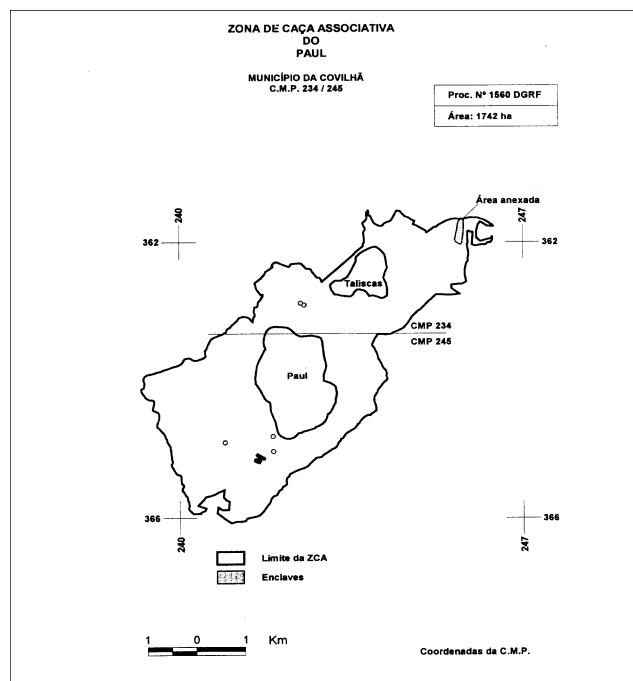 ZONA DE CAÇA ASSOCIATIVA
DO
PAUL
MUNICÍPIO DA COVILHÃ
C.M.P. 234 / 245
Proc. Nº 1560 DGRF
Área: 1742 ha
Área anexada
240
247
362
362
Taliscas
CMP 234
CMP 245
Paul
366
366
240
247
Limite da ZCA
Enclaves
1 0 1 Km
Coordenadas da C.M.P.